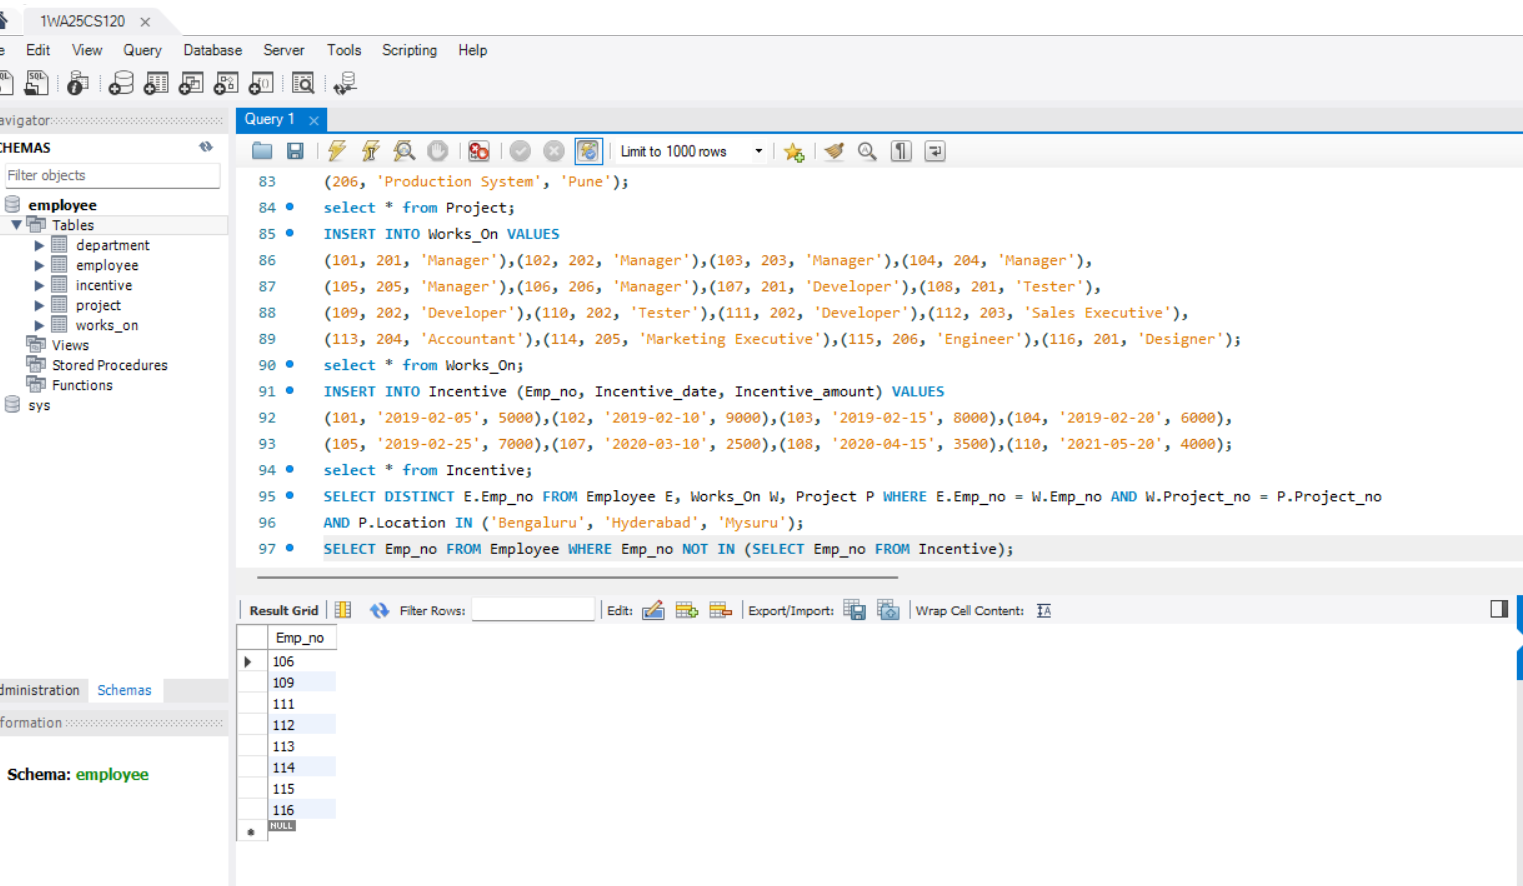 1WA25CS120
Edit View Query Database Server Tools Scripting Help
Query 1
SCHEMAS
Limit to 1000 rows
Filter objects
employee
Tables
department
employee
incentive
project
works_on
Views
Stored Procedures
Functions
sys
83 (206, 'Production System', 'Pune');
84 select * from Project;
85 INSERT INTO Works_On VALUES
86 (101, 201, 'Manager'),(102, 202, 'Manager'),(103, 203, 'Manager'),(104, 204, 'Manager'),
87 (105, 205, 'Manager'),(106, 206, 'Manager'),(107, 201, 'Developer'),(108, 201, 'Tester'),
88 (109, 202, 'Developer'),(110, 202, 'Tester'),(111, 202, 'Developer'),(112, 203, 'Sales Executive'),
89 (113, 204, 'Accountant'),(114, 205, 'Marketing Executive'),(115, 206, 'Engineer'),(116, 201, 'Designer');
90 select * from Works_On;
91 INSERT INTO Incentive (Emp_no, Incentive_date, Incentive_amount) VALUES
92 (101, '2019-02-05', 5000),(102, '2019-02-10', 9000),(103, '2019-02-15', 8000),(104, '2019-02-20', 6000),
93 (105, '2019-02-25', 7000),(107, '2020-03-10', 2500),(108, '2020-04-15', 3500),(110, '2021-05-20', 4000);
94 select * from Incentive;
95 SELECT DISTINCT E.Emp_no FROM Employee E, Works_On W, Project P WHERE E.Emp_no = W.Emp_no AND W.Project_no = P.Project_no
96 AND P.Location IN ('Bengaluru', 'Hyderabad', 'Mysuru');
97 SELECT Emp_no FROM Employee WHERE Emp_no NOT IN (SELECT Emp_no FROM Incentive);
Result Grid Filter Rows: Edit: Export/Import: Wrap Cell Content: IA
Emp_no
106
109
111
112
113
114
115
116
NULL
Administration Schemas
Information
Schema: employee